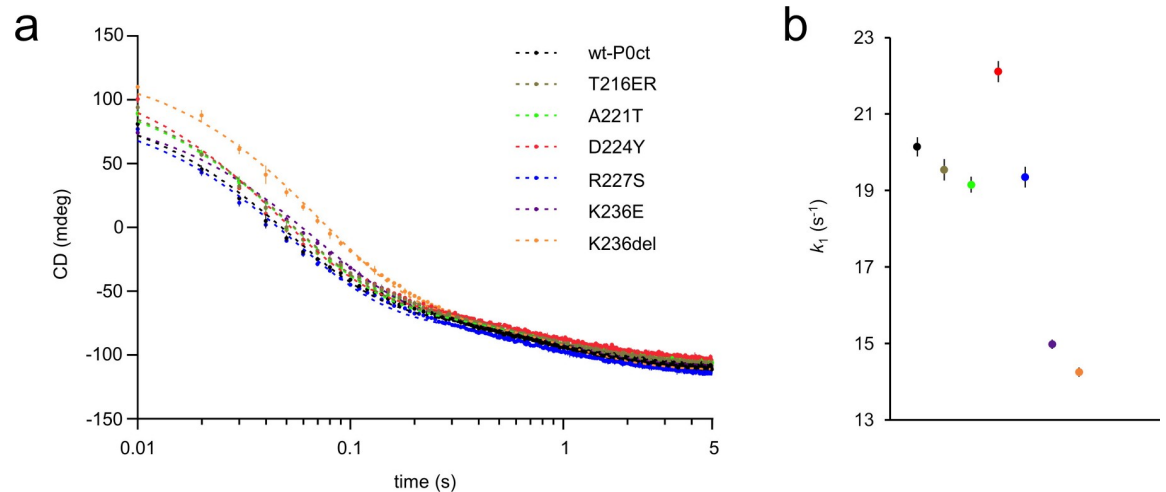 a
150
100
50
0
-50
-100
-150
CD (mdeg)
0.01
0.1
1
5
time (s)
wt-P0ct
T216ER
A221T
D224Y
R227S
K236E
K236del
b
23
21
19
17
15
13
k₁ (s⁻¹)